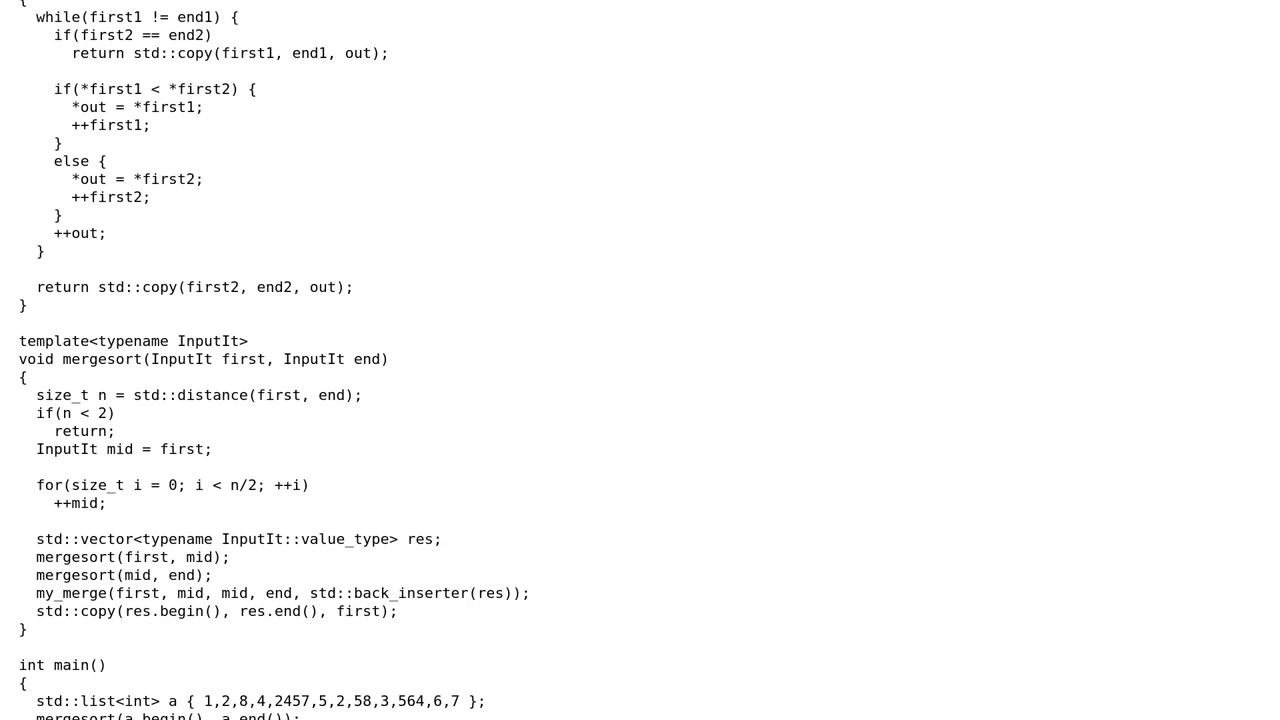 {
  while(first1 != end1) {
    if(first2 == end2)
      return std::copy(first1, end1, out);

    if(*first1 < *first2) {
      *out = *first1;
      ++first1;
    }
    else {
      *out = *first2;
      ++first2;
    }
    ++out;
  }

  return std::copy(first2, end2, out);
}

template<typename InputIt>
void mergesort(InputIt first, InputIt end)
{
  size_t n = std::distance(first, end);
  if(n < 2)
    return;
  InputIt mid = first;

  for(size_t i = 0; i < n/2; ++i)
    ++mid;

  std::vector<typename InputIt::value_type> res;
  mergesort(first, mid);
  mergesort(mid, end);
  my_merge(first, mid, mid, end, std::back_inserter(res));
  std::copy(res.begin(), res.end(), first);
}

int main()
{
  std::list<int> a { 1,2,8,4,2457,5,2,58,3,564,6,7 };
  mergesort(a.begin(), a.end());